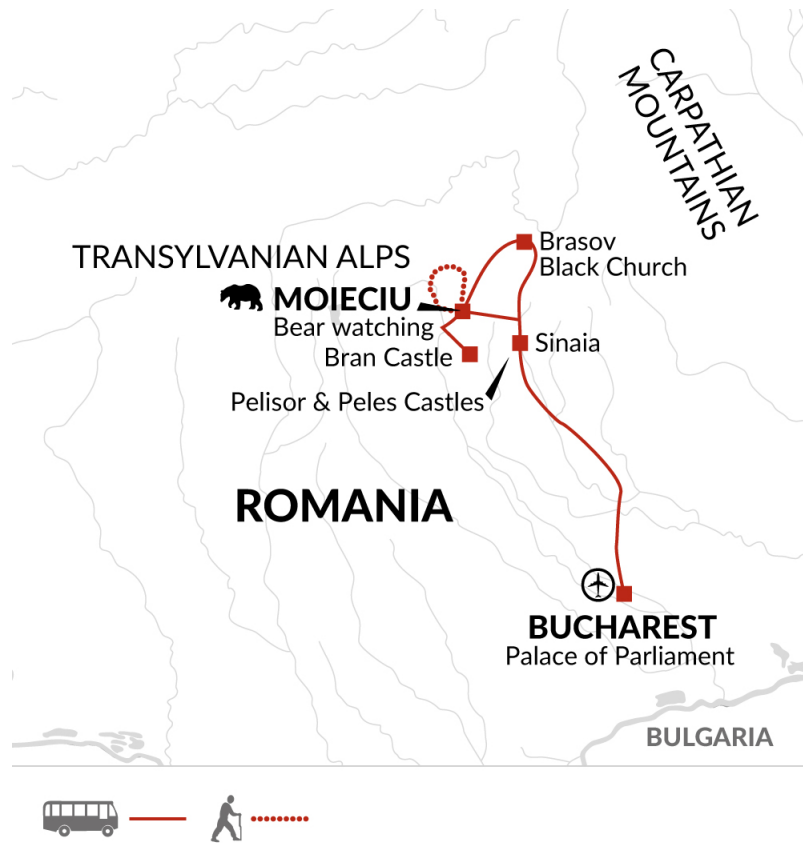 CARPATHIAN
MOUNTAINS
Brasov
Black Church
TRANSYLVANIAN ALPS
MOIECIU
Bear watching
Bran Castle
Sinaia
Pelisor & Peles Castles
ROMANIA
BUCHAREST
Palace of Parliament
BULGARIA